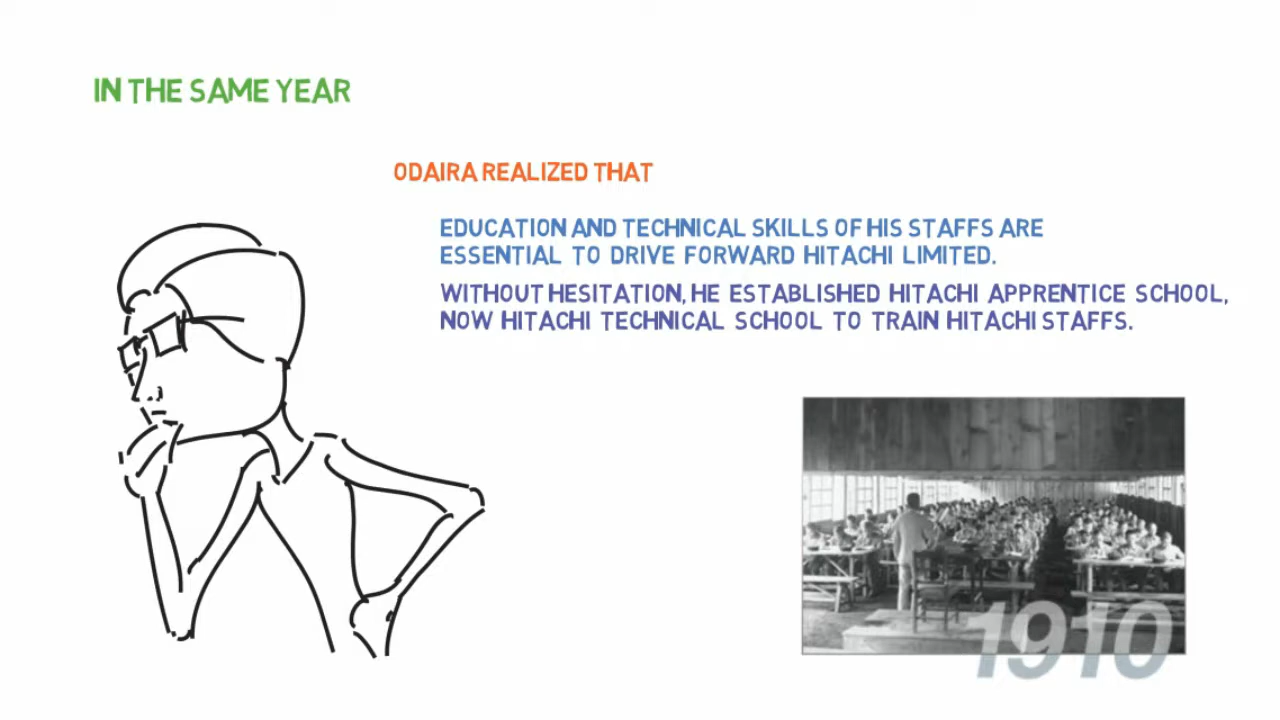 IN THE SAME YEAR
ODAIRA REALIZED THAT
EDUCATION AND TECHNICAL SKILLS OF HIS STAFFS ARE
ESSENTIAL TO DRIVE FORWARD HITACHI LIMITED.
WITHOUT HESITATION, HE ESTABLISHED HITACHI APPRENTICE SCHOOL,
NOW HITACHI TECHNICAL SCHOOL TO TRAIN HITACHI STAFFS.
1910